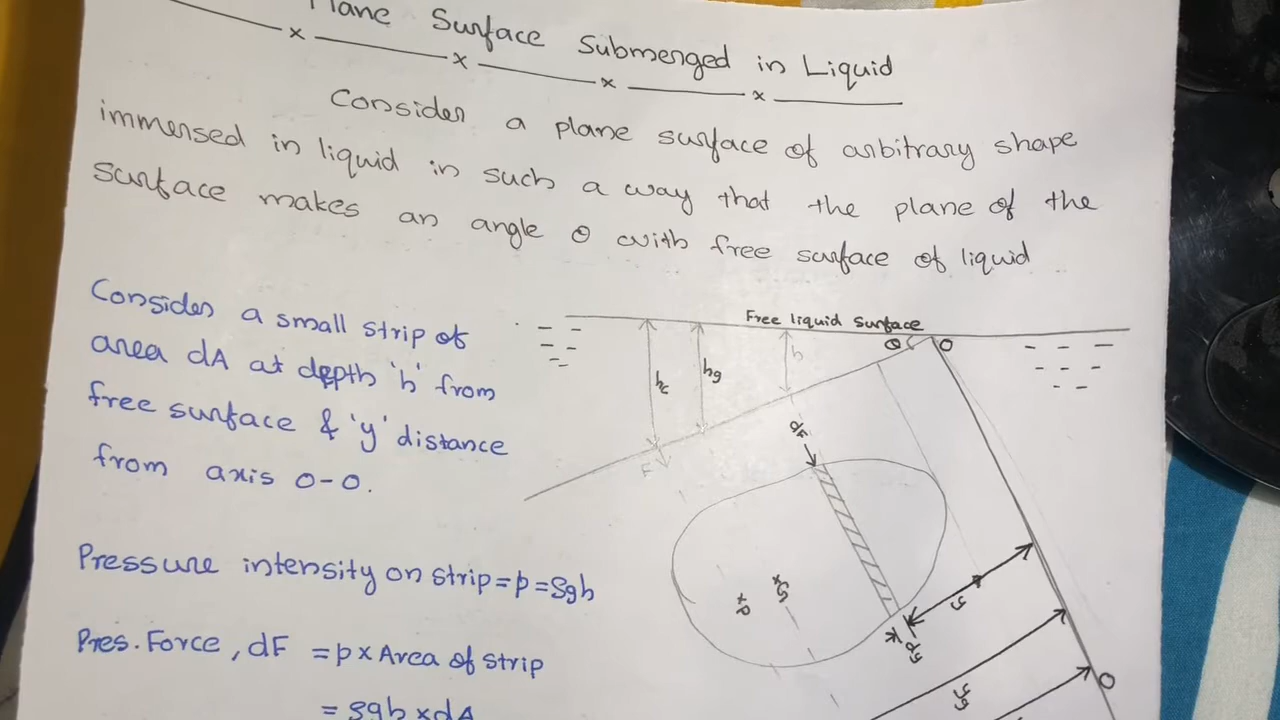 Plane Surface Submerged in Liquid
Consider a plane surface of arbitrary shape
immersed in liquid in such a way that the plane of the
surface makes an angle θ with free surface of liquid
Consider a small strip of
area dA at depth 'h' from
free surface & 'y' distance
from axis O-O.
Pressure intensity on strip = p = ρgh
Pres. Force, dF = p x Area of strip
= ρgh x dA
Free liquid surface
θ
O
h
hg
hc
dF
F
G
P
y
dy
yg
O